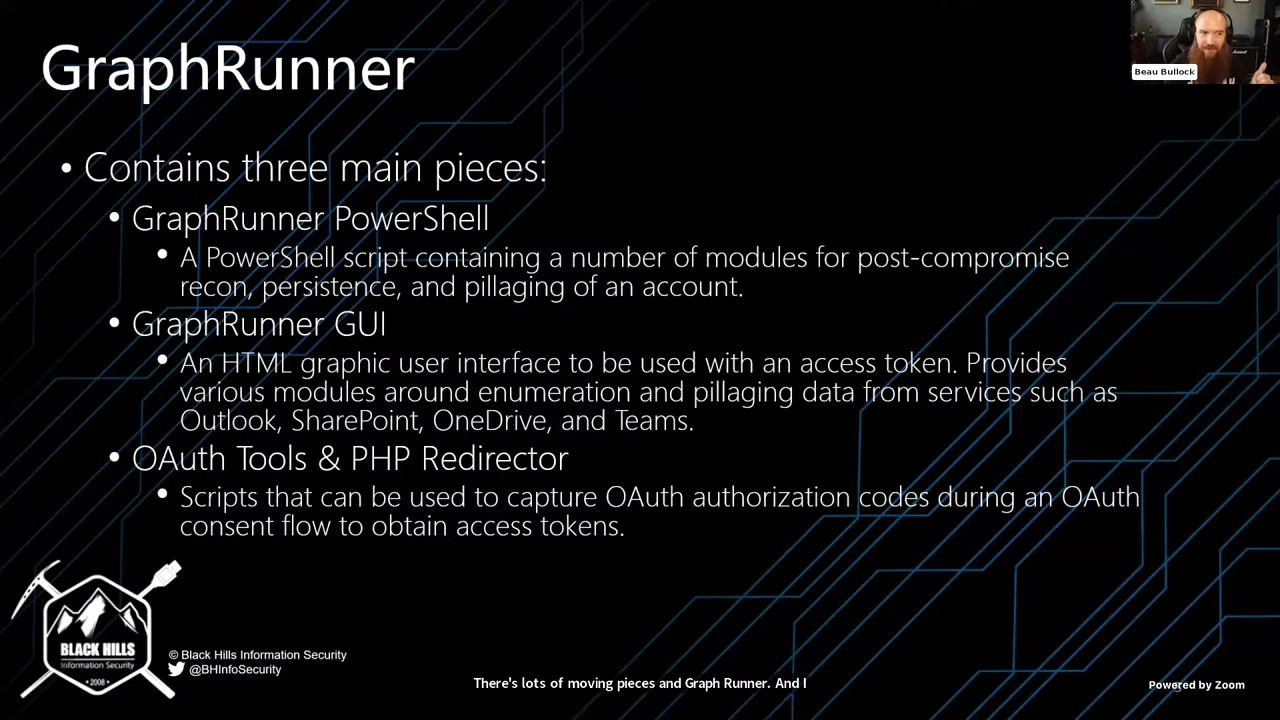 GraphRunner
Beau Bullock
• Contains three main pieces:
• GraphRunner PowerShell
• A PowerShell script containing a number of modules for post-compromise
recon, persistence, and pillaging of an account.
• GraphRunner GUI
• An HTML graphic user interface to be used with an access token. Provides
various modules around enumeration and pillaging data from services such as
Outlook, SharePoint, OneDrive, and Teams.
• OAuth Tools & PHP Redirector
• Scripts that can be used to capture OAuth authorization codes during an OAuth
consent flow to obtain access tokens.
BLACK HILLS
Information Security
• 2008 •
© Black Hills Information Security
@BHInfoSecurity
There's lots of moving pieces and Graph Runner. And I
Powered by Zoom